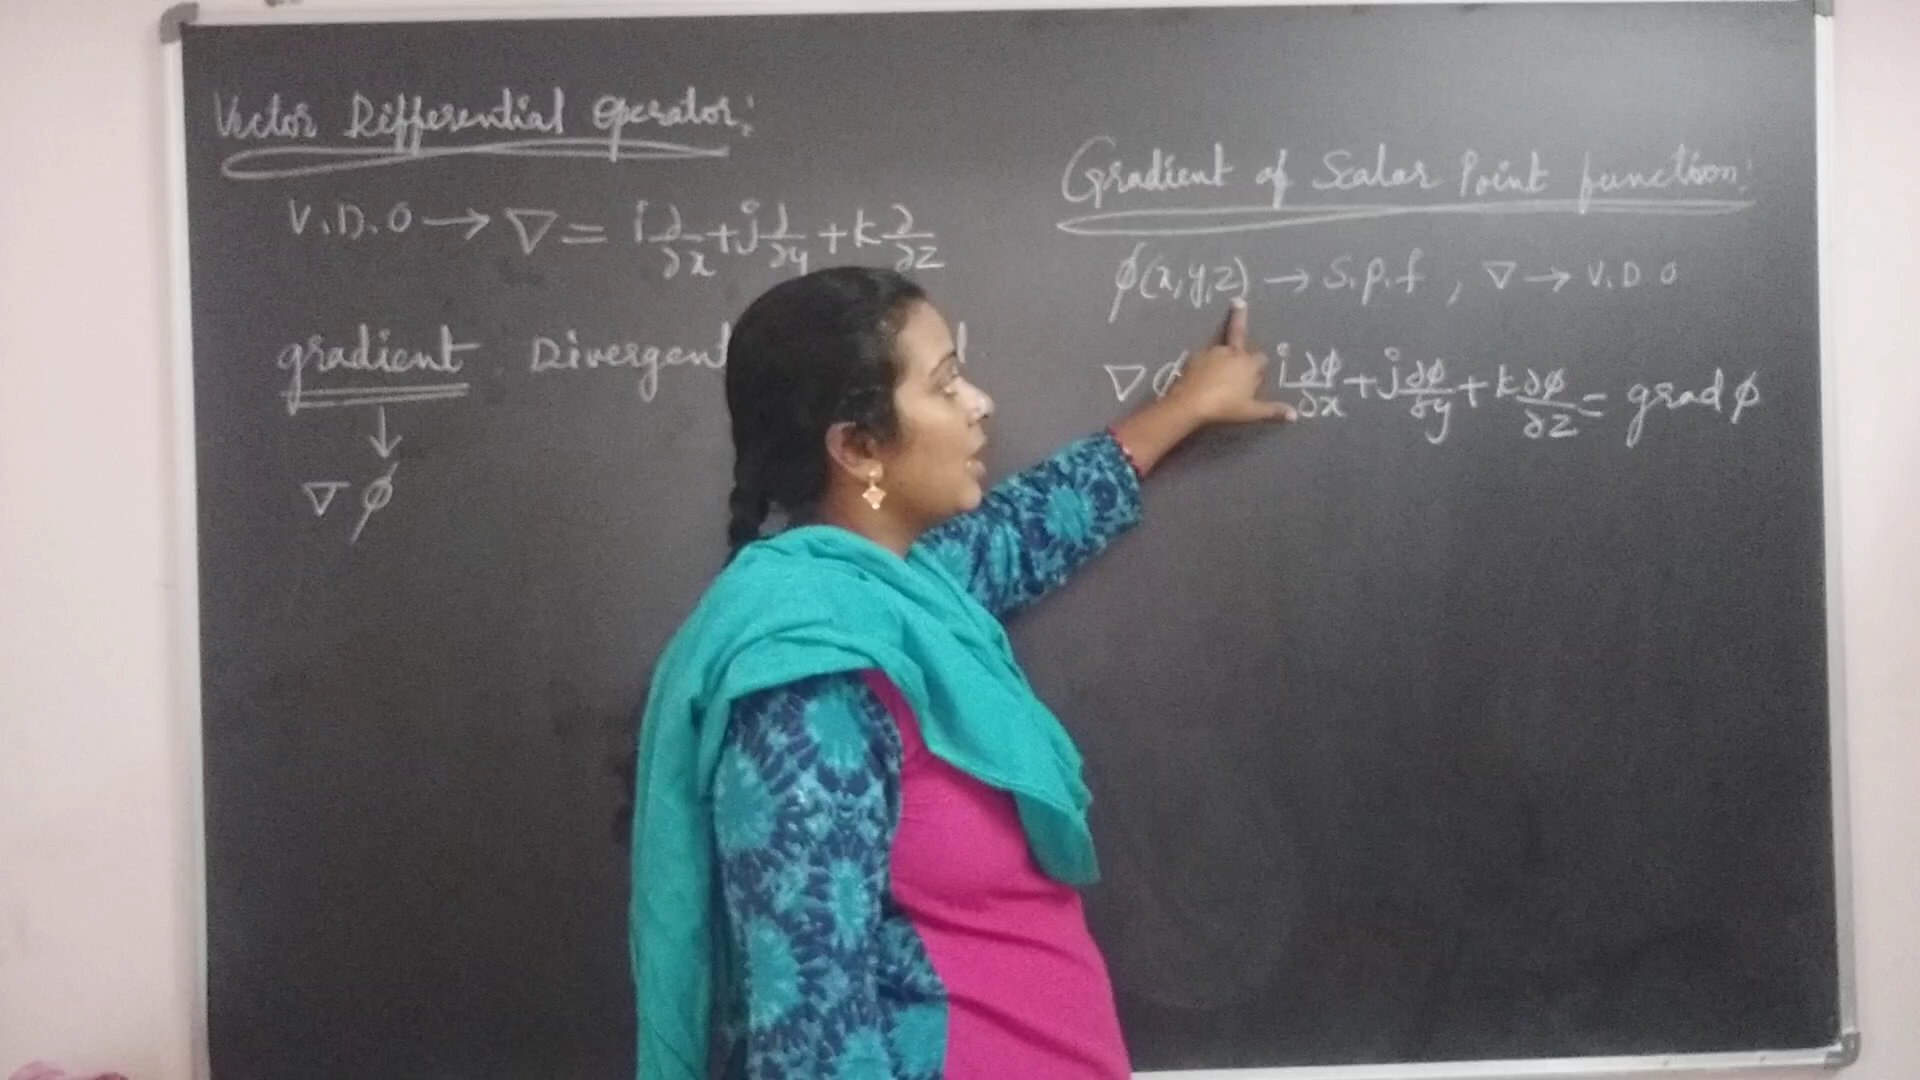 Vector Differential Operator:
V.D.O → ∇ = i ∂/∂x + j ∂/∂y + k ∂/∂z
gradient Divergent
↓
∇ φ
Gradient of Scalar Point function:
φ(x,y,z) → S.p.f , ∇ → V.D.O
∇ φ i ∂φ/∂x + j ∂φ/∂y + k ∂φ/∂z = grad φ